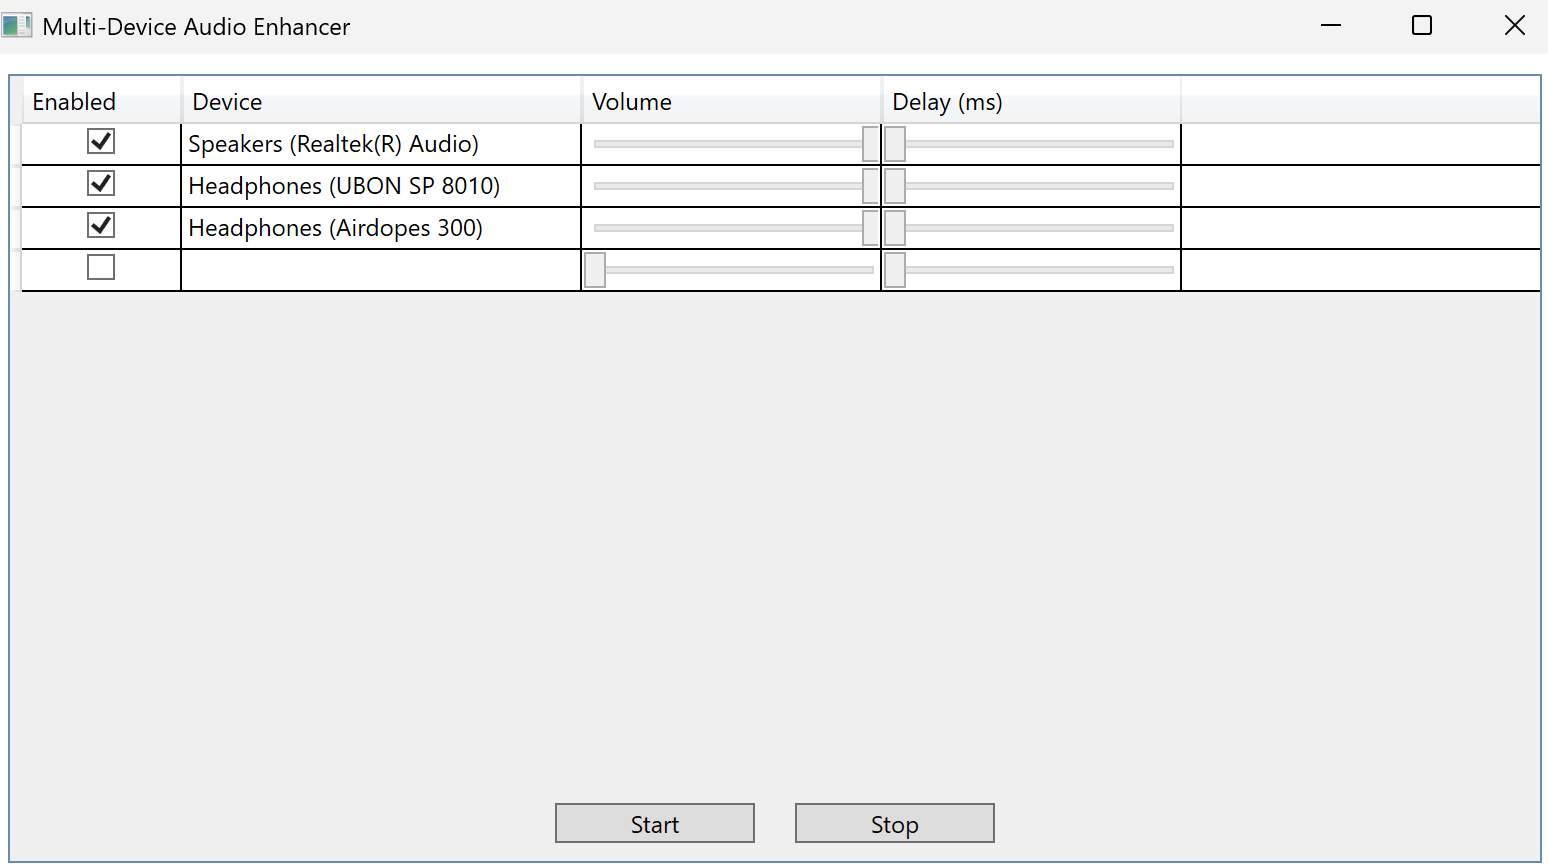 Multi-Device Audio Enhancer
Enabled Device Volume Delay (ms)
Speakers (Realtek(R) Audio)
Headphones (UBON SP 8010)
Headphones (Airdopes 300)
Start Stop